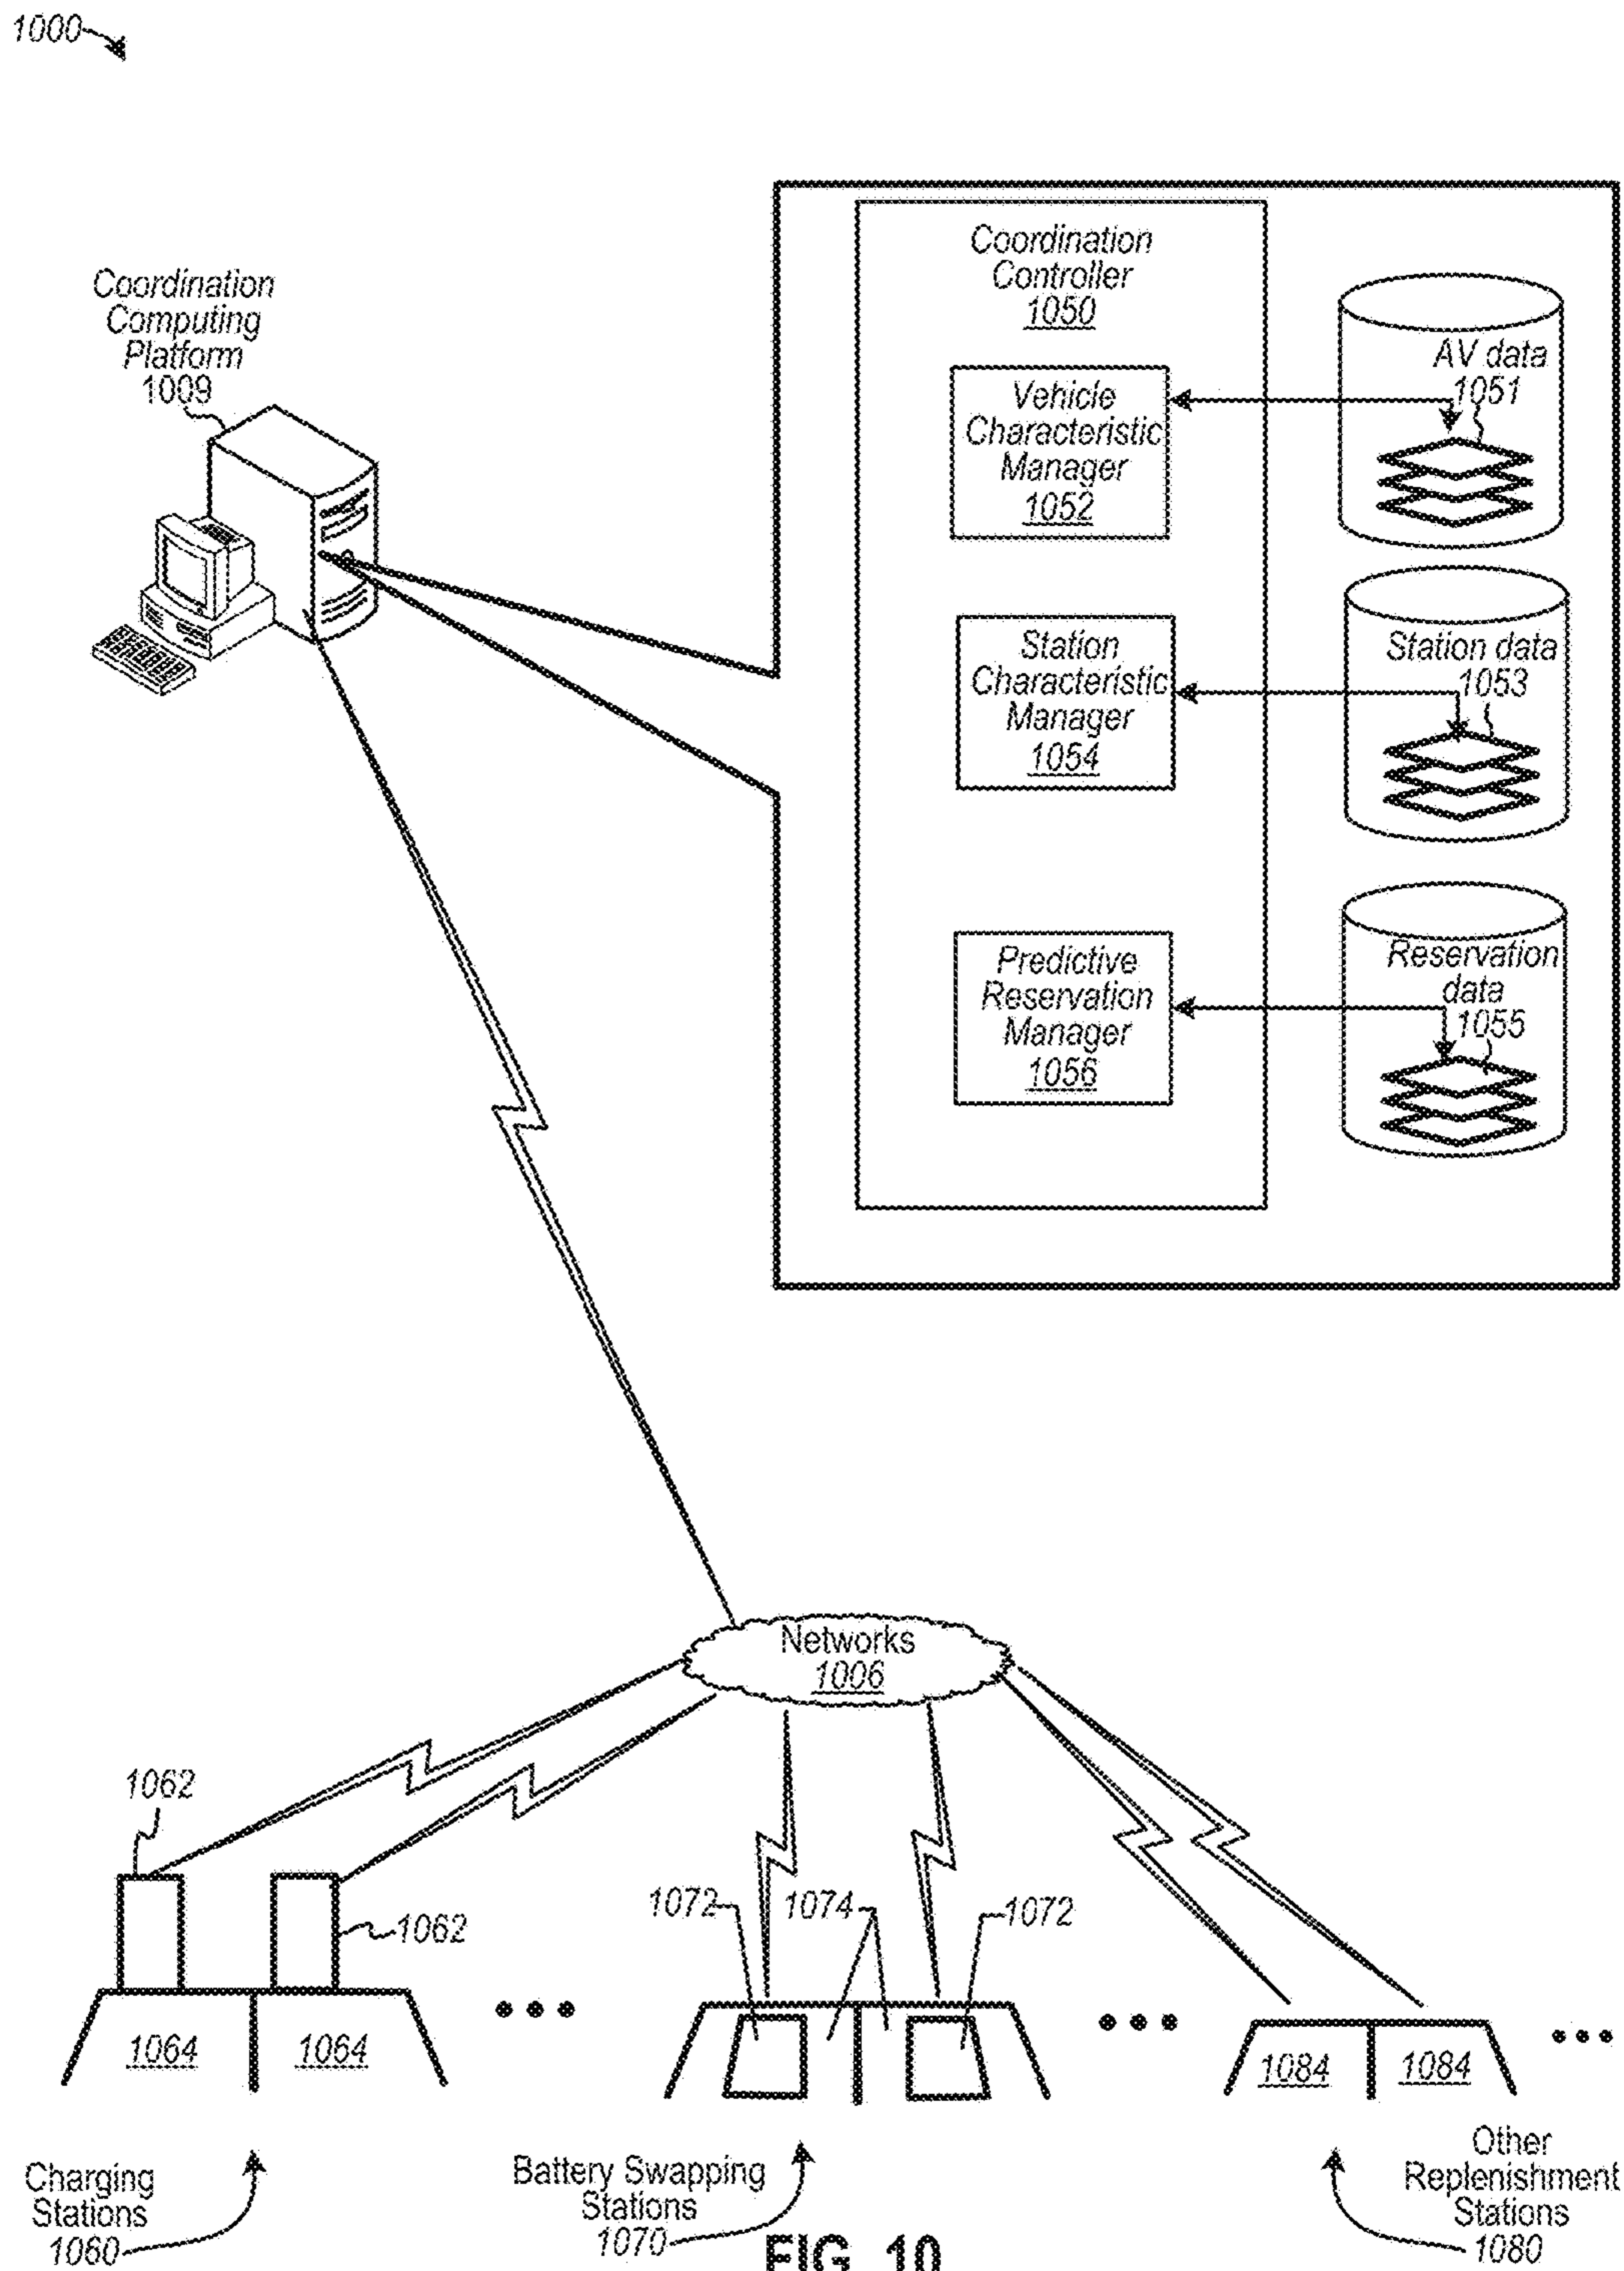 1000
Coordination
Computing
Platform
1009
Coordination
Controller
1050
Vehicle
Characteristic
Manager
1052
AV data
1051
Station
Characteristic
Manager
1054
Station data
1053
Predictive
Reservation
Manager
1056
Reservation
data
1055
Networks
1006
1062
1062
1072
1074
1072
1064
1064
1084
1084
Charging
Stations
1060
Battery Swapping
Stations
1070
Other
Replenishment
Stations
1080
FIG. 10